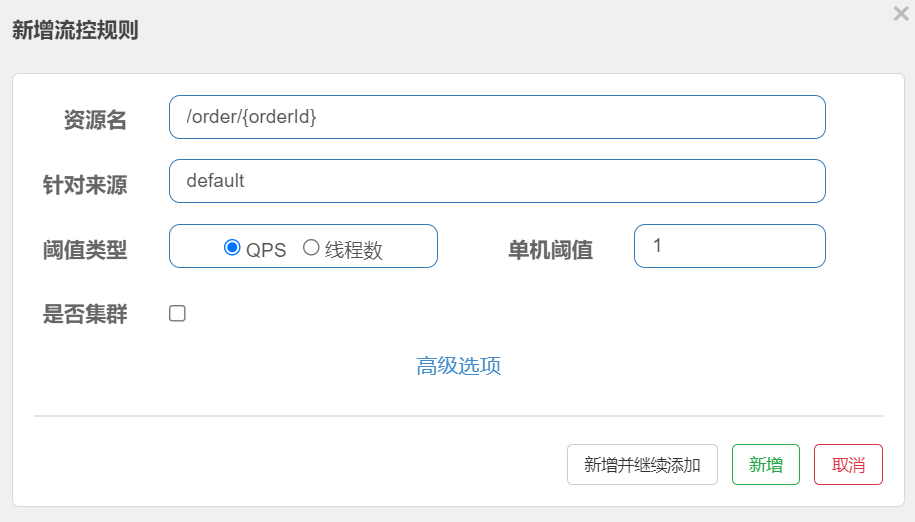 新增流控规则
资源名 /order/{orderId}
针对来源 default
阈值类型 QPS 线程数 单机阈值 1
是否集群
高级选项
新增并继续添加 新增 取消